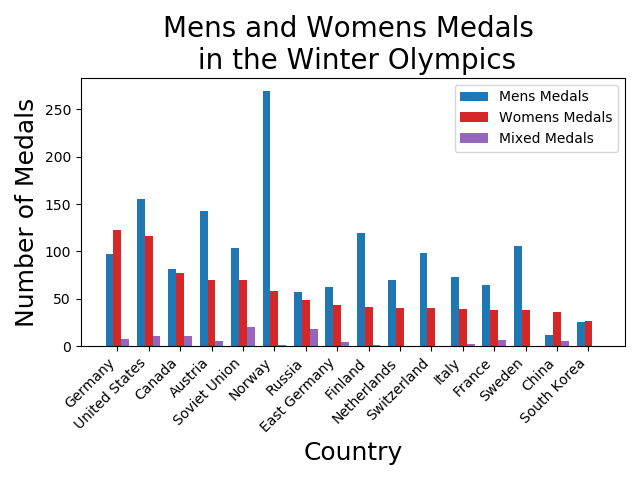 Mens and Womens Medals
in the Winter Olympics
Number of Medals
250
200
150
100
50
0
Mens Medals
Womens Medals
Mixed Medals
Germany
United States
Canada
Austria
Soviet Union
Norway
Russia
East Germany
Finland
Netherlands
Switzerland
Italy
France
Sweden
China
South Korea
Country